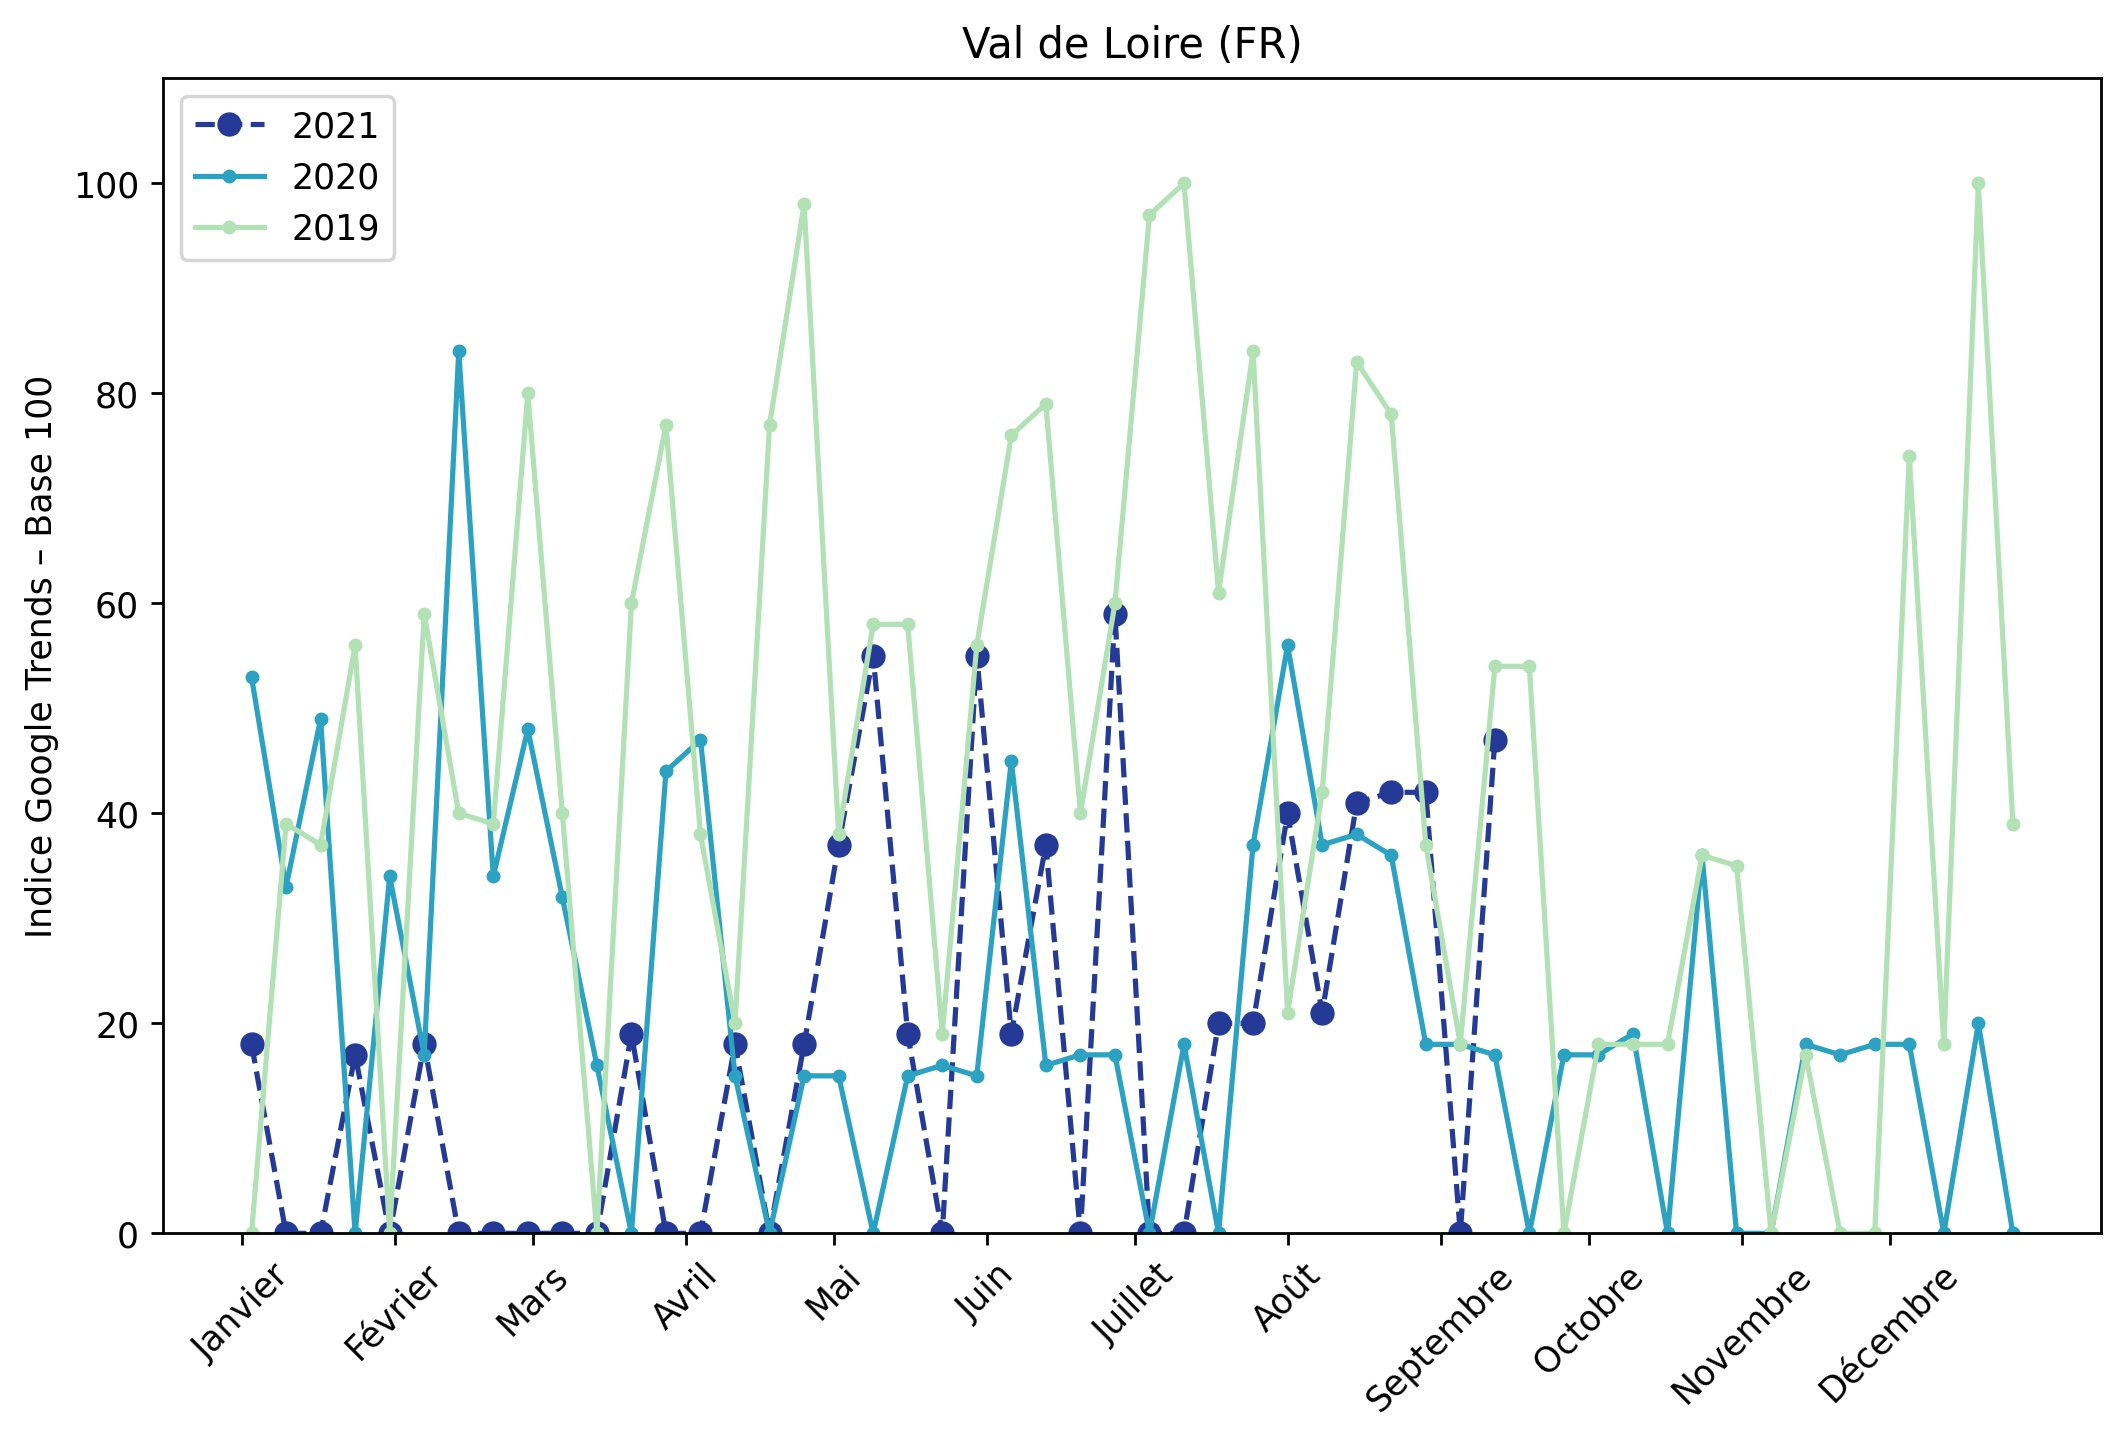 Val de Loire (FR)
2021
2020
2019
Indice Google Trends – Base 100
100
80
60
40
20
0
Janvier
Février
Mars
Avril
Mai
Juin
Juillet
Août
Septembre
Octobre
Novembre
Décembre